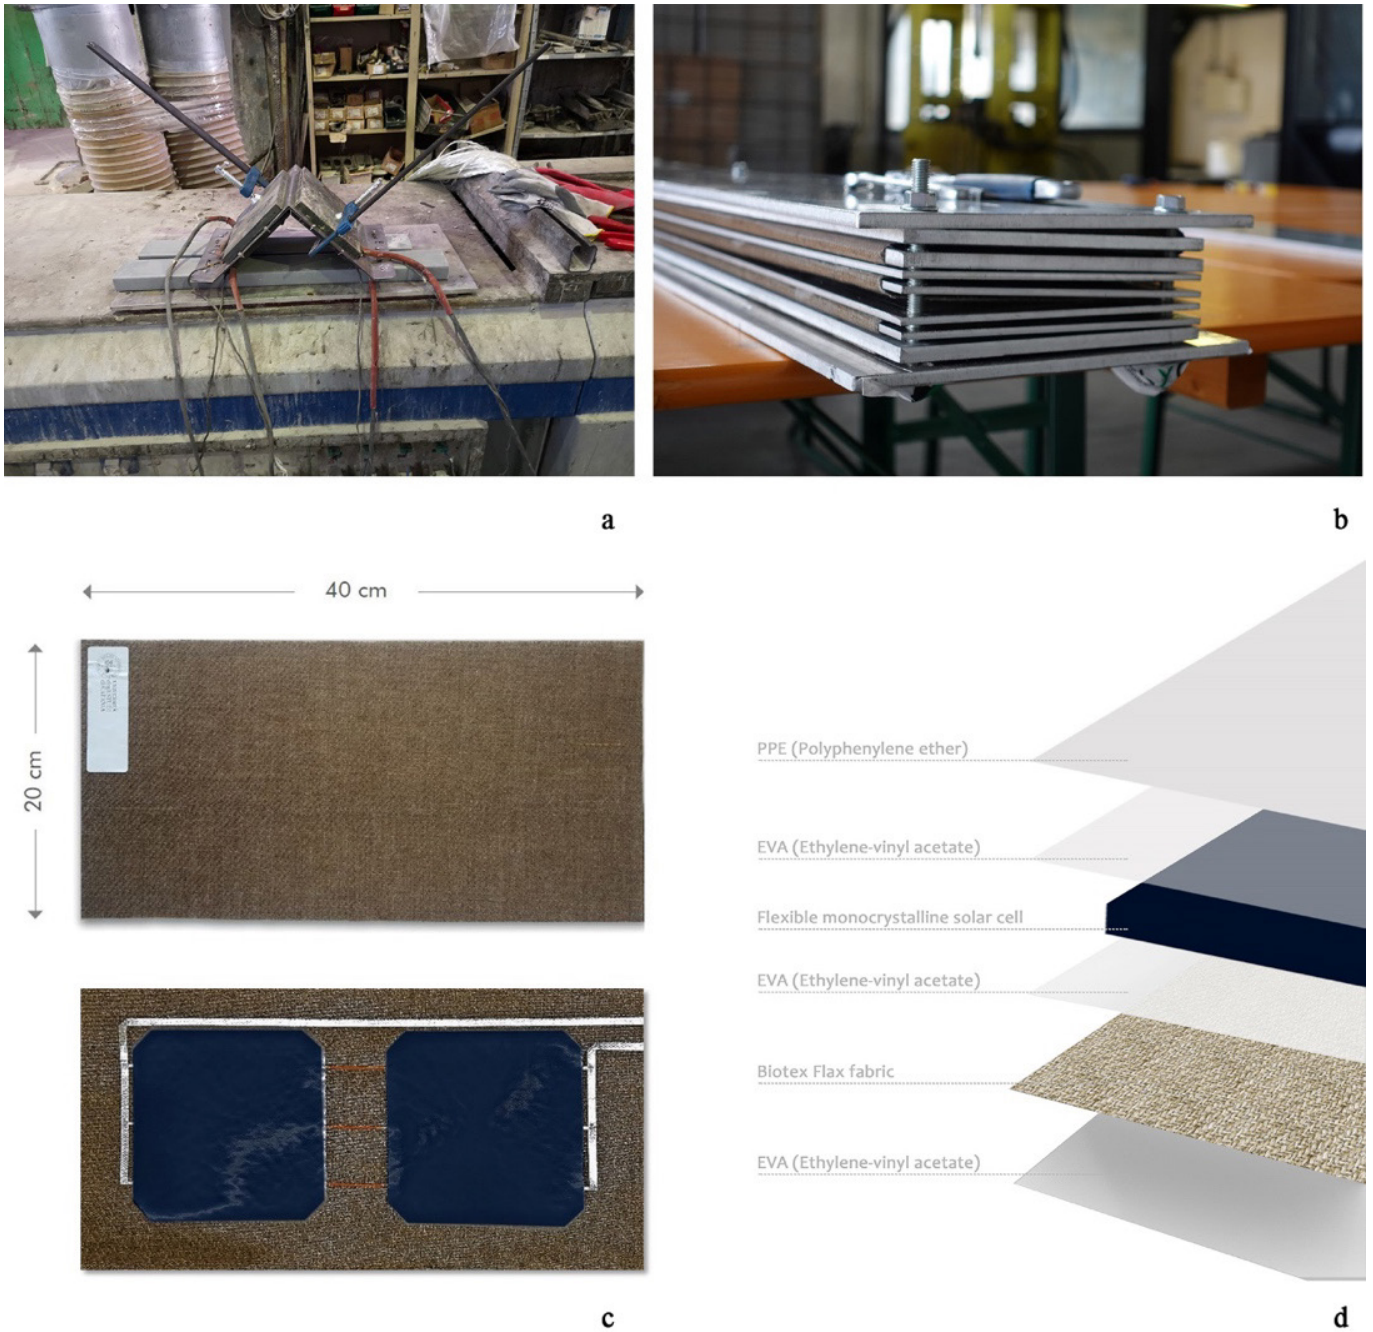 a
b
40 cm
20 cm
c
PPE (Polyphenylene ether)
EVA (Ethylene-vinyl acetate)
Flexible monocrystalline solar cell
EVA (Ethylene-vinyl acetate)
Biotex Flax fabric
EVA (Ethylene-vinyl acetate)
d